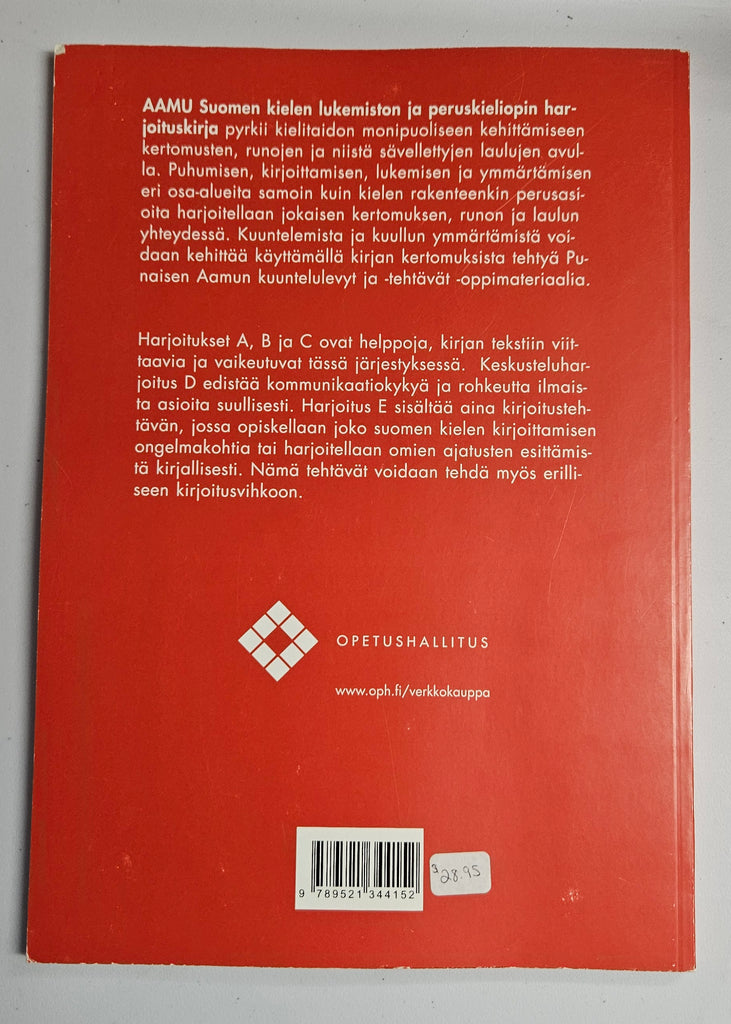 AAMU Suomen kielen lukemiston ja peruskieliopin har-
joituskirja pyrkii kielitaidon monipuoliseen kehittämiseen
kertomusten, runojen ja niistä sävellettyjen laulujen avul-
la. Puhumisen, kirjoittamisen, lukemisen ja ymmärtämisen
eri osa-alueita samoin kuin kielen rakenteenkin perusasi-
oita harjoitellaan jokaisen kertomuksen, runon ja laulun
yhteydessä. Kuuntelemista ja kuullun ymmärtämistä voi-
daan kehittää käyttämällä kirjan kertomuksista tehtyä Pu-
naisen Aamun kuuntelulevyt ja -tehtävät -oppimateriaalia.
Harjoitukset A, B ja C ovat helppoja, kirjan tekstiin viit-
taavia ja vaikeutuvat tässä järjestyksessä. Keskusteluhar-
joitus D edistää kommunikaatiokykyä ja rohkeutta ilmais-
ta asioita suullisesti. Harjoitus E sisältää aina kirjoitusteh-
tävän, jossa opiskellaan joko suomen kielen kirjoittamisen
ongelmakohtia tai harjoitellaan omien ajatusten esittämis-
tä kirjallisesti. Nämä tehtävät voidaan tehdä myös erilli-
seen kirjoitusvihkoon.
OPETUSHALLITUS
www.oph.fi/verkkokauppa
9 789521 344152
$28.95